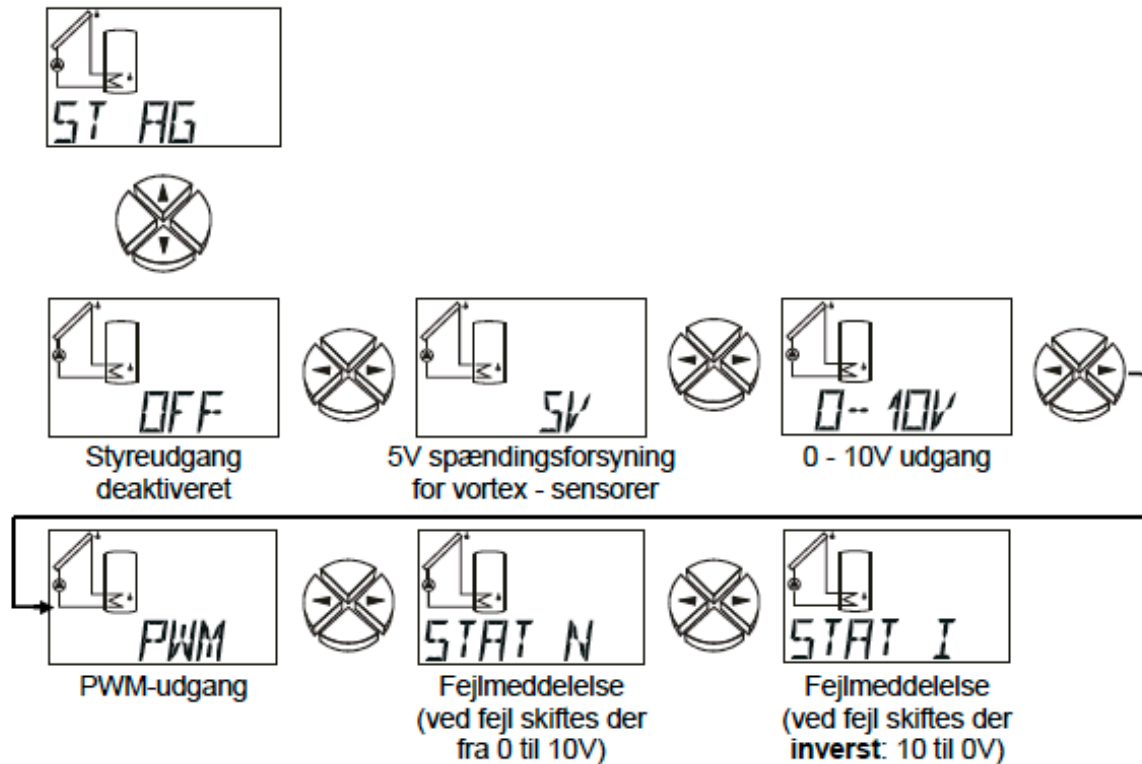 ST AG
OFF
5V
0-- 10V
Styreudgang
deaktiveret
5V spændingsforsyning
for vortex - sensorer
0 - 10V udgang
PWM
STAT N
STAT I
PWM-udgang
Fejlmeddelelse
(ved fejl skiftes der
fra 0 til 10V)
Fejlmeddelelse
(ved fejl skiftes der
inverst: 10 til 0V)